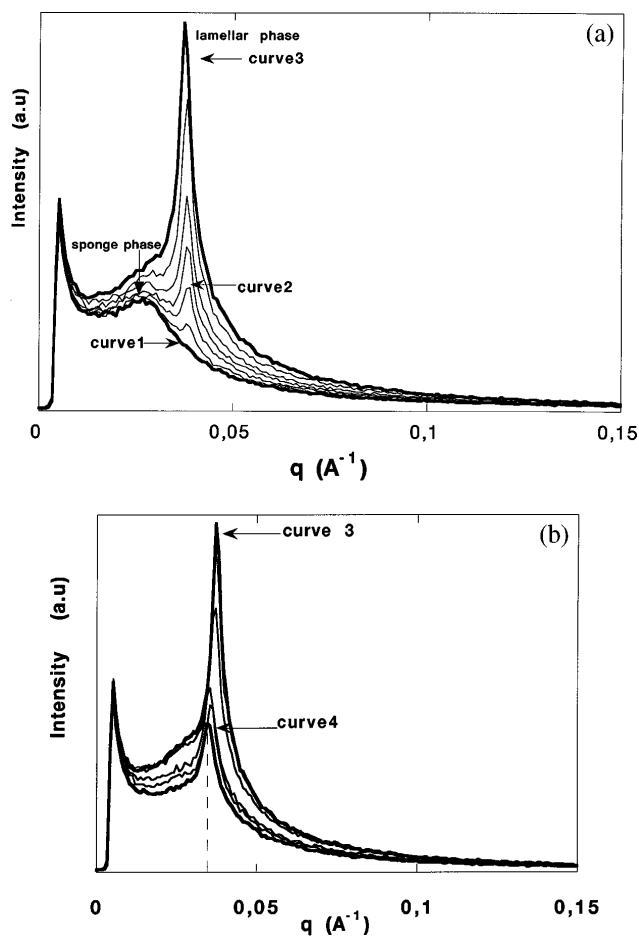 (a)
lamellar phase
curve3
Intensity (a.u)
sponge phase
curve2
curve1
0
0,05
0,1
0,15
q (A⁻¹)
(b)
curve 3
Intensity (a.u)
curve4
0
0,05
0,1
0,15
q (A⁻¹)